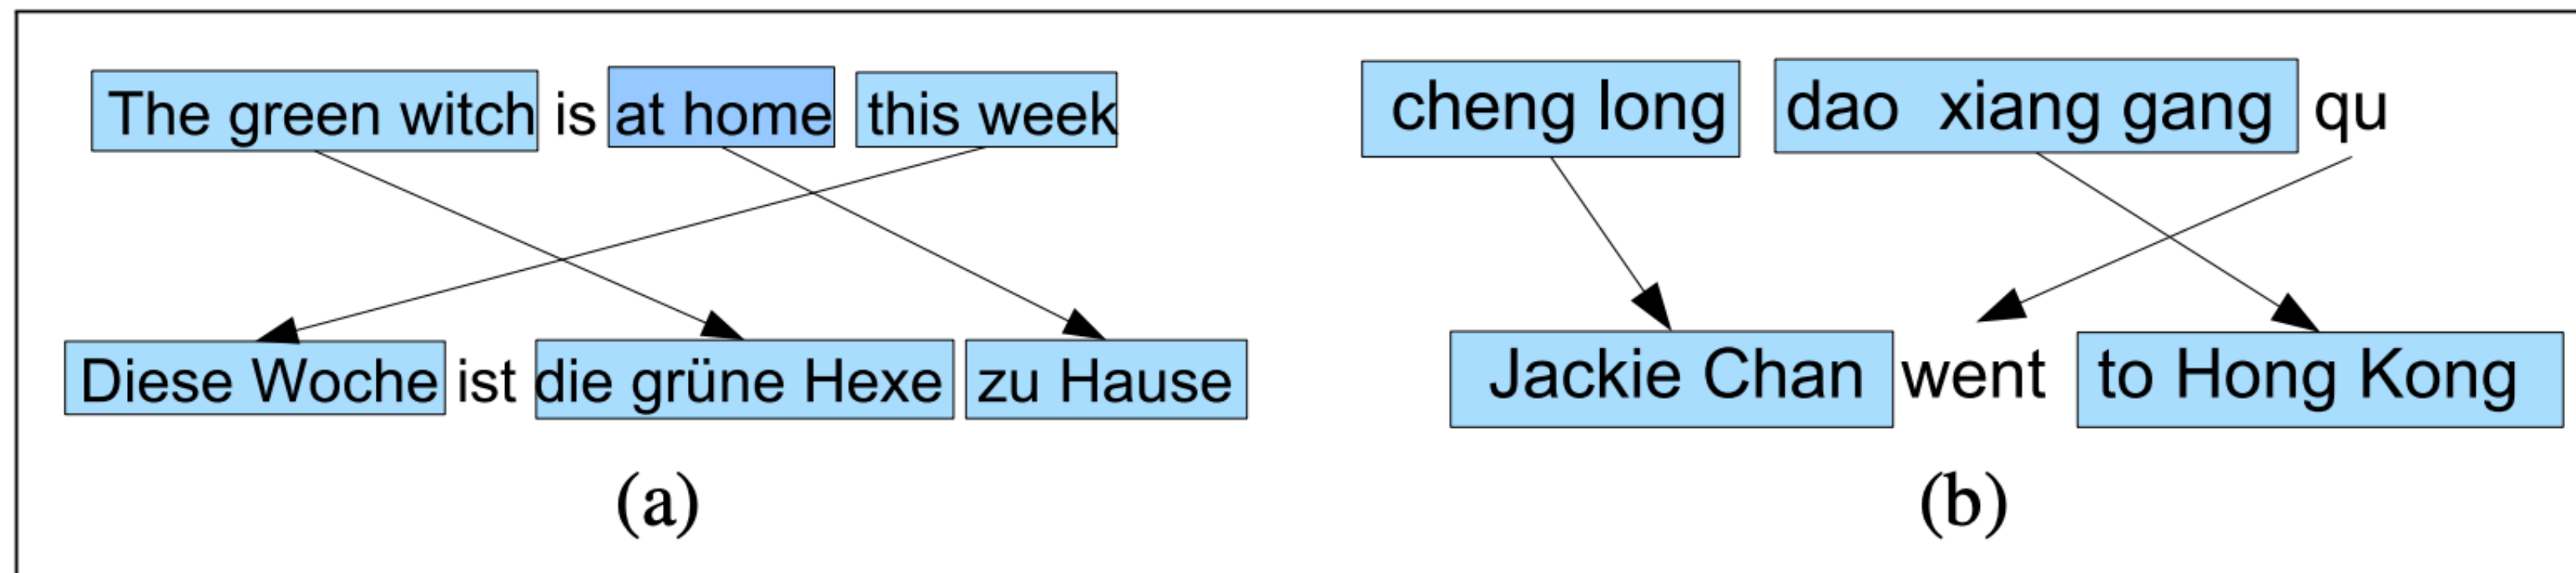 The green witch is at home this week
Diese Woche ist die grüne Hexe zu Hause
(a)
cheng long dao xiang gang qu
Jackie Chan went to Hong Kong
(b)